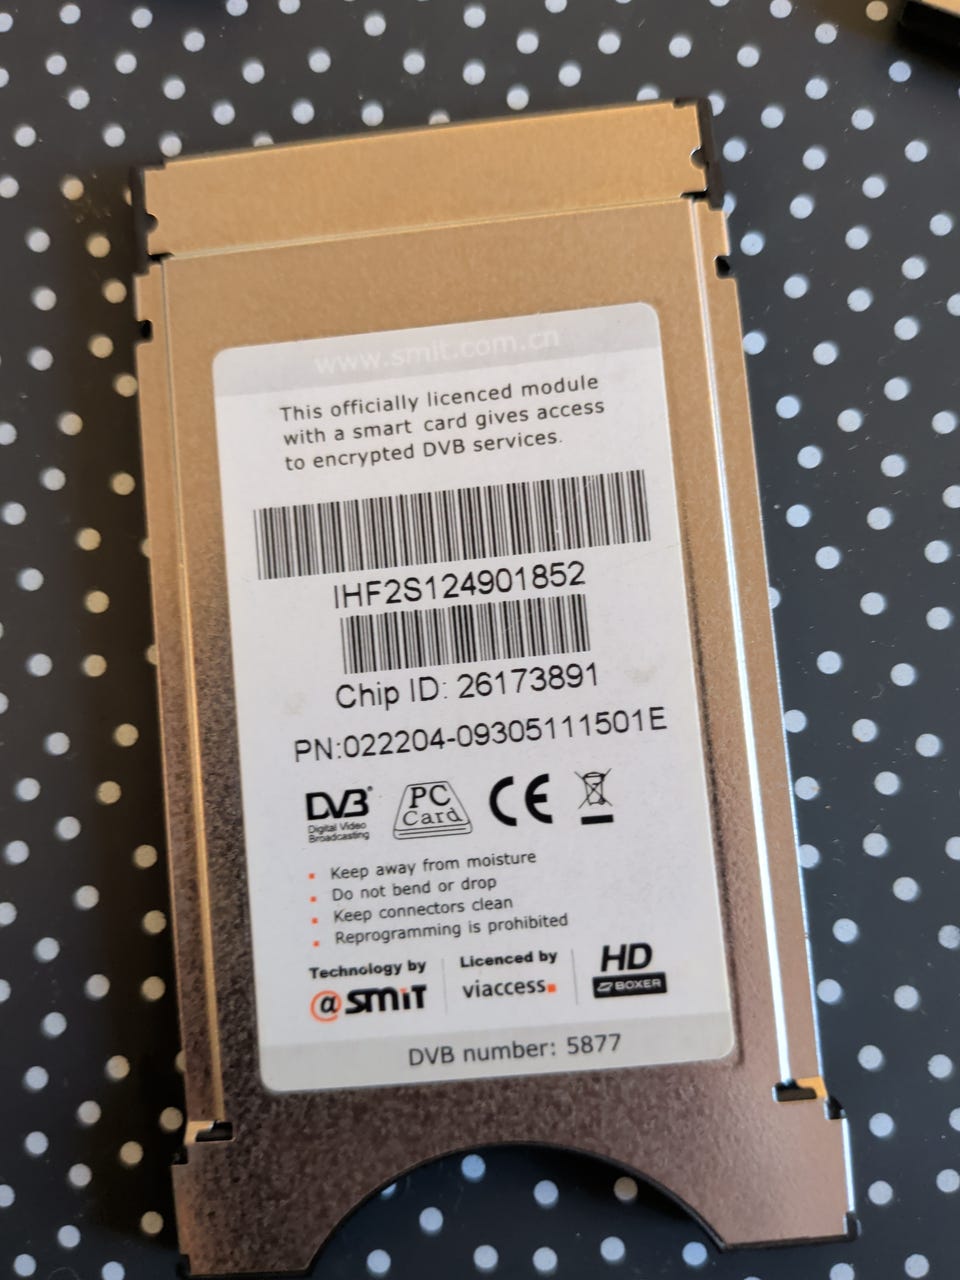 www.smit.com.cn
This officially licenced module
with a smart card gives access
to encrypted DVB services.
IHF2S124901852
Chip ID: 26173891
PN:022204-09305111501E
DVB®
Digital Video
Broadcasting
PC
Card
CE
Keep away from moisture
Do not bend or drop
Keep connectors clean
Reprogramming is prohibited
Technology by
@SMiT
Licenced by
viaccess
HD
BOXER
DVB number: 5877